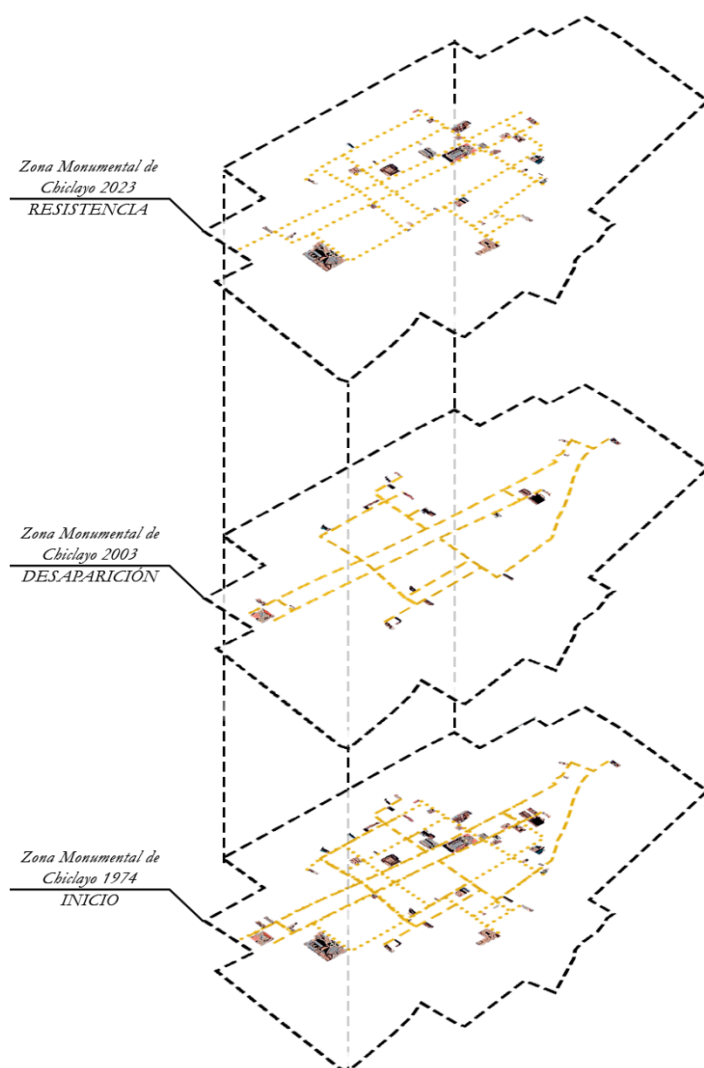 Zona Monumental de
Chiclayo 2023
RESISTENCIA
Zona Monumental de
Chiclayo 2003
DESAPARICIÓN
Zona Monumental de
Chiclayo 1974
INICIO